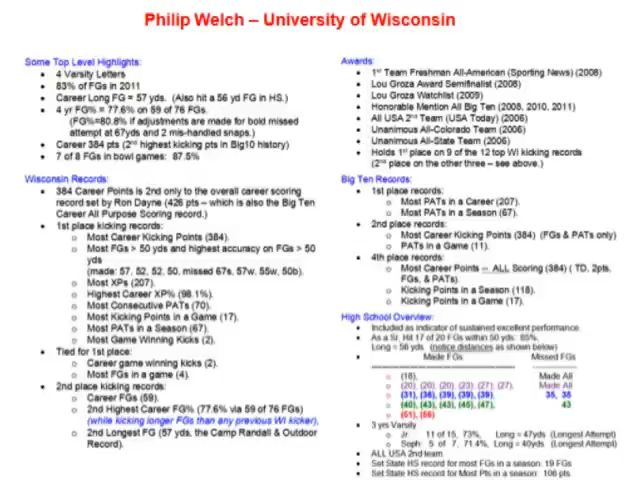 Philip Welch – University of Wisconsin
Some Top Level Highlights:
• 4 Varsity Letters
• 83% of FGs in 2011
• Career Long FG = 57 yds. (Also hit a 56 yd FG in HS.)
• 4 yr FG% = 77.6% on 59 of 76 FGs.
(FG%=80.8% if adjustments are made for bold missed
attempt at 67yds and 2 mis-handled snaps.)
• Career 384 pts (2nd highest kicking pts in Big10 history)
• 7 of 8 FGs in bowl games: 87.5%
Wisconsin Records:
• 384 Career Points is 2nd only to the overall career scoring
record set by Ron Dayne (426 pts – which is also the Big Ten
Career All Purpose Scoring record.)
• 1st place kicking records:
o Most Career Kicking Points (384).
o Most FGs > 50 yds and highest accuracy on FGs > 50
yds
(made: 57, 52, 52, 50, missed 67s, 57w, 55w, 50b).
o Most XPs (207).
o Highest Career XP% (98.1%).
o Most Consecutive PATs (70).
o Most Kicking Points in a Game (17).
o Most PATs in a Season (67).
o Most Game Winning Kicks (2).
• Tied for 1st place:
o Career game winning kicks (2).
o Most FGs in a game (4).
• 2nd place kicking records:
o Career FGs (59).
o 2nd Highest Career FG% (77.6% via 59 of 76 FGs)
(while kicking longer FGs than any previous WI kicker),
o 2nd Longest FG (57 yds, the Camp Randall & Outdoor
Record).
Awards:
• 1st Team Freshman All-American (Sporting News) (2008)
• Lou Groza Award Semifinalist (2008)
• Lou Groza Watchlist (2009)
• Honorable Mention All Big Ten (2008, 2010, 2011)
• All USA 2nd Team (USA Today) (2006)
• Unanimous All-Colorado Team (2006)
• Unanimous All-State Team (2006)
• Holds 1st place on 9 of the 12 top WI kicking records
(2nd place on the other three – see above.)
Big Ten Records:
• 1st place records:
o Most PATs in a Career (207).
o Most PATs in a Season (67).
• 2nd place records:
o Most Career Kicking Points (384) (FGs & PATs only)
o PATs in a Game (11).
• 4th place records:
o Most Career Points – ALL Scoring (384) ( TD, 2pts,
FGs, & PATs).
o Kicking Points in a Season (118).
o Kicking Points in a Game (17).
High School Overview:
• Included as indicator of sustained excellent performance.
• As a Sr. Hit 17 of 20 FGs within 50 yds: 85%.
Long = 56 yds (notice distances as shown below)
• Made FGs Missed FGs
o (18), Made All
o (20), (20), (20), (23), (27), (27), Made All
o (31), (36), (39), (39), (39), 35, 38
o (40), (43), (43), (45), (47), 43
o (51), (56)
• 3 yrs Varsity
o Jr. 11 of 15, 73%, Long = 47yds (Longest Attempt)
o Soph: 5 of 7, 71.4%, Long = 40yds (Longest Attempt)
• ALL USA 2nd team
• Set State HS record for most FGs in a season: 19 FGs
• Set State HS record for Most Pts in a season: 106 pts.